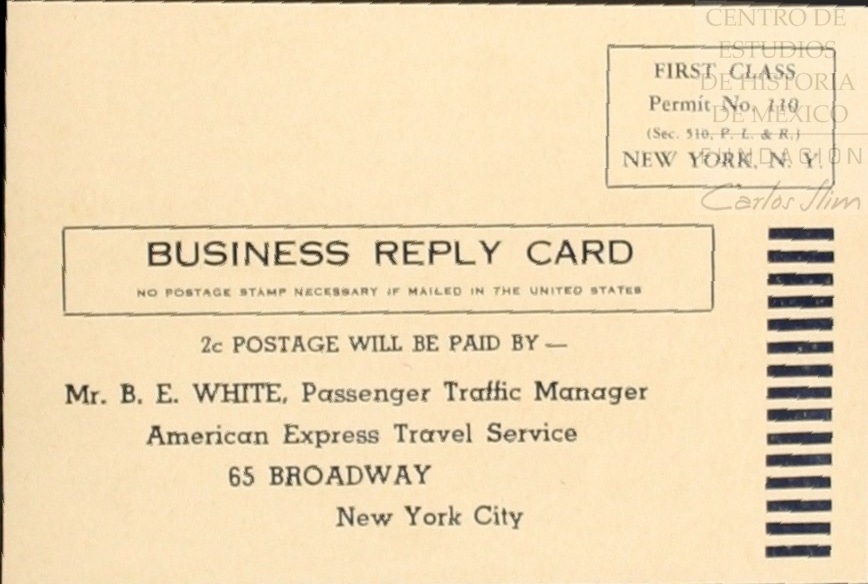 CENTRO DE
ESTUDIOS
DE HISTORIA
DE MÉXICO
FUNDACIÓN
Carlos Slim
FIRST CLASS
Permit No. 110
(Sec. 510, P. L. & R.)
NEW YORK, N. Y.
BUSINESS REPLY CARD
NO POSTAGE STAMP NECESSARY IF MAILED IN THE UNITED STATES
2c POSTAGE WILL BE PAID BY —
Mr. B. E. WHITE, Passenger Traffic Manager
American Express Travel Service
65 BROADWAY
New York City